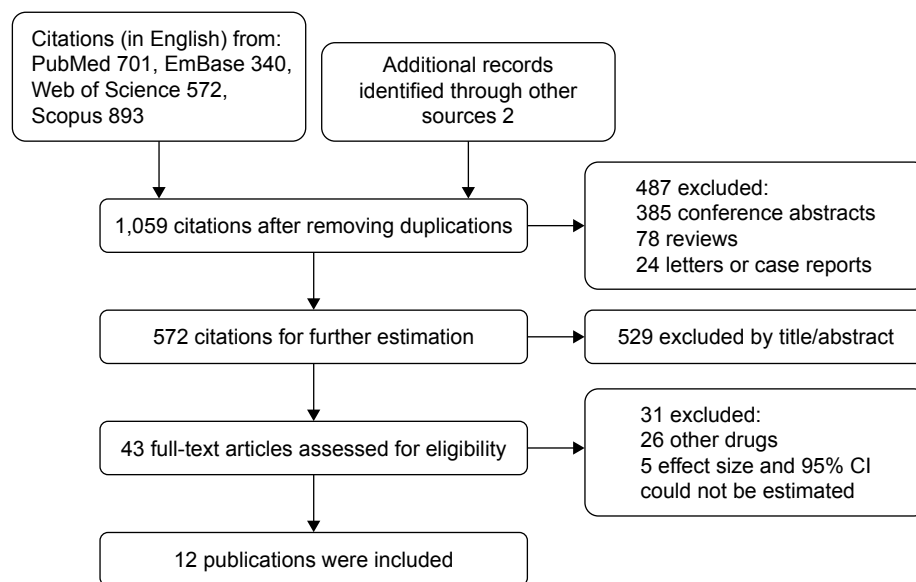 Citations (in English) from:
PubMed 701, EmBase 340,
Web of Science 572,
Scopus 893
Additional records
identified through other
sources 2
1,059 citations after removing duplications
487 excluded:
385 conference abstracts
78 reviews
24 letters or case reports
572 citations for further estimation
529 excluded by title/abstract
43 full-text articles assessed for eligibility
31 excluded:
26 other drugs
5 effect size and 95% CI
could not be estimated
12 publications were included